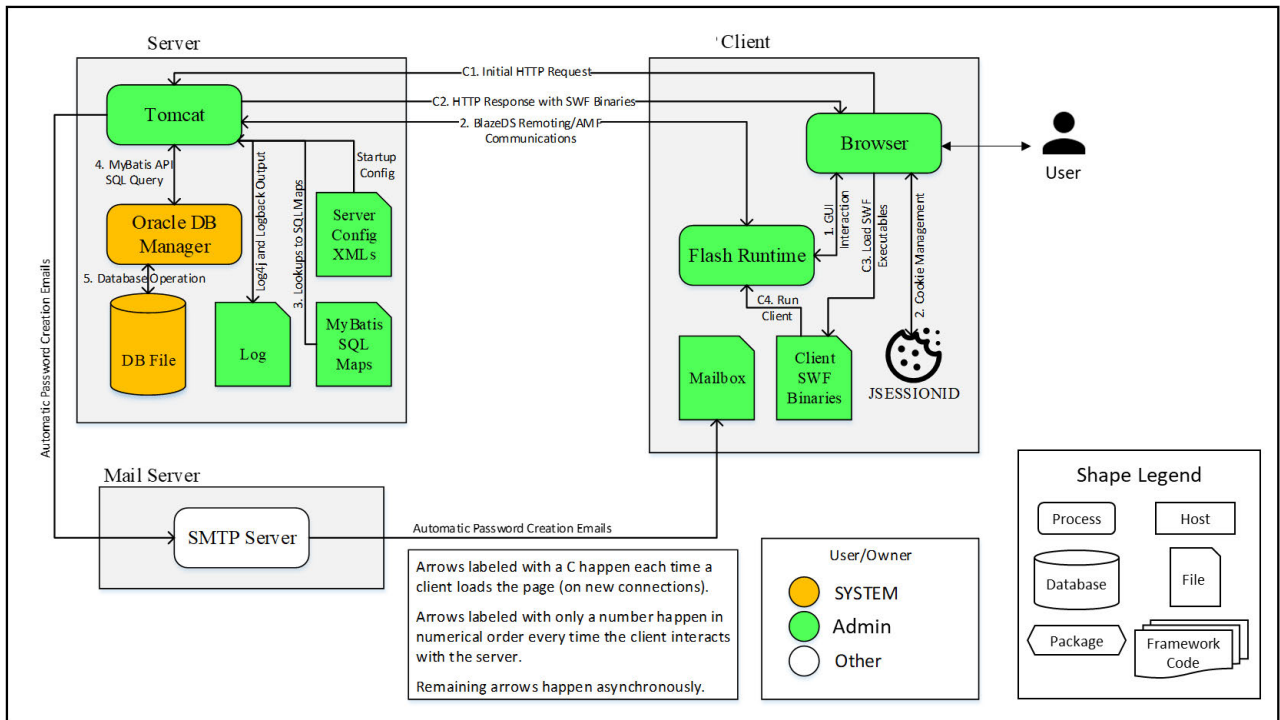 Server
' Client
C1. Initial HTTP Request
C2. HTTP Response with SWF Binaries
2. BlazeDS Remoting/AMF
Communications
Tomcat
Browser
User
4. MyBatis API
SQL Query
Log4j and Logback Output
3. Lookups to SQL Maps
Startup
Config
Oracle DB
Manager
Server
Config
XMLs
Flash Runtime
1. GUI
Interaction
C3. Load SWF
Executables
2. Cookie Management
5. Database Operation
C4. Run
Client
DB File
Log
MyBatis
SQL
Maps
Mailbox
Client
SWF
Binaries
JSESSIONID
Automatic Password Creation Emails
Mail Server
SMTP Server
Automatic Password Creation Emails
Arrows labeled with a C happen each time a
client loads the page (on new connections).
Arrows labeled with only a number happen in
numerical order every time the client interacts
with the server.
Remaining arrows happen asynchronously.
User/Owner
SYSTEM
Admin
Other
Shape Legend
Process
Host
Database
File
Package
Framework
Code